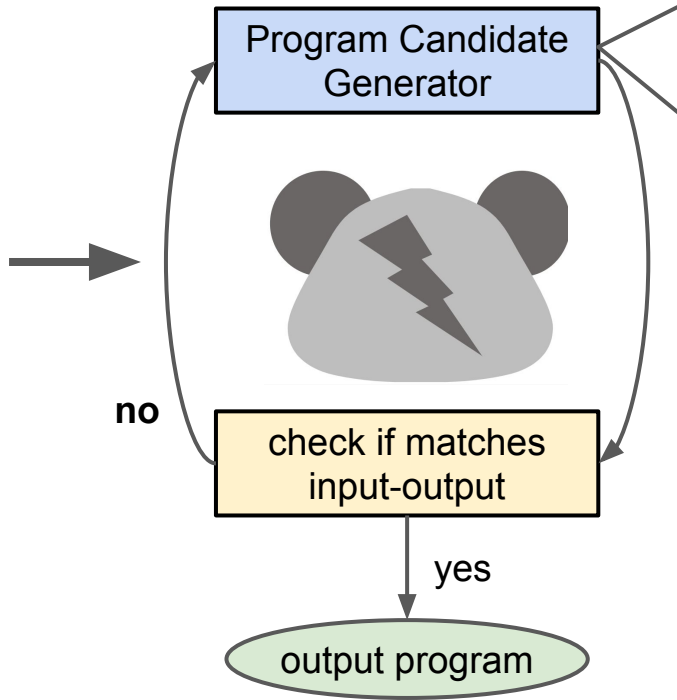 Program Candidate
Generator
no
check if matches
input-output
yes
output program